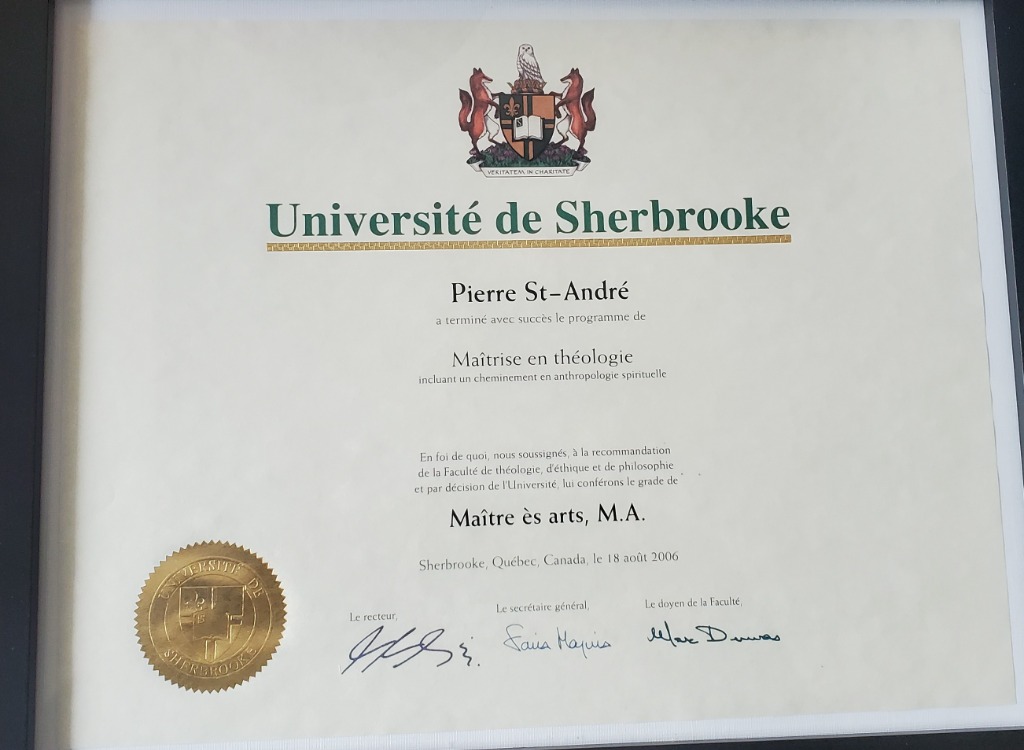 VERITATEM IN CHARITATE
Université de Sherbrooke
Pierre St-André
a terminé avec succès le programme de
Maîtrise en théologie
incluant un cheminement en anthropologie spirituelle
En foi de quoi, nous soussignés, à la recommandation
de la Faculté de théologie, d'éthique et de philosophie
et par décision de l'Université, lui conférons le grade de
Maître ès arts, M.A.
Sherbrooke, Québec, Canada, le 18 août 2006
Le recteur,
Le secrétaire général,
Le doyen de la Faculté,
UNIVERSITÉ DE
SHERBROOKE